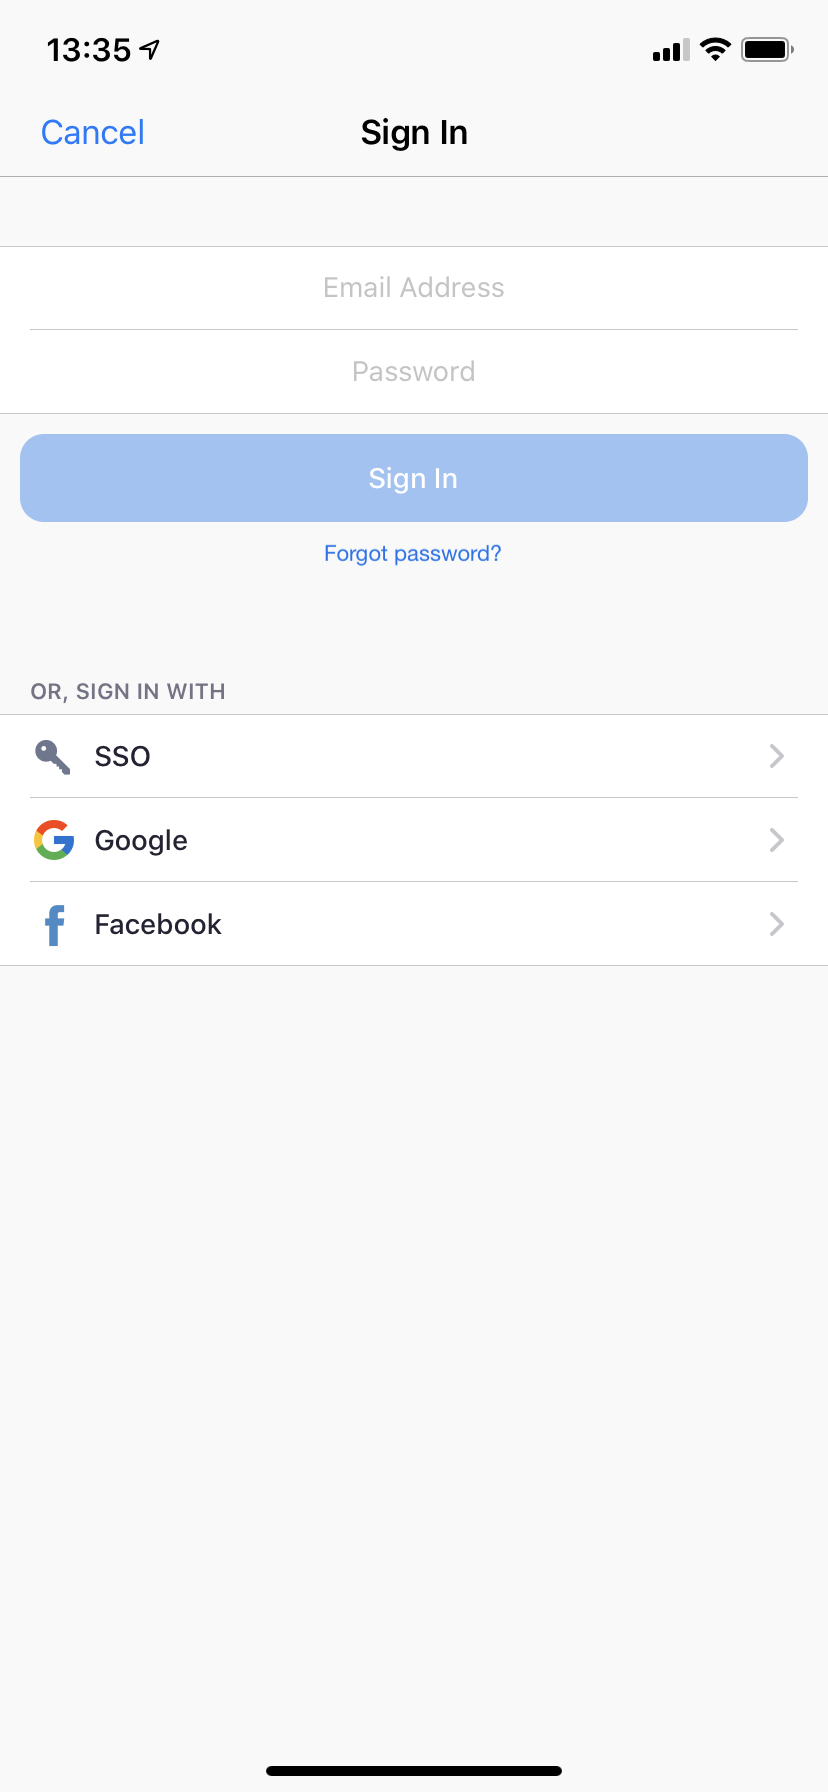 13:35
Cancel Sign In
Email Address
Password
Sign In
Forgot password?
OR, SIGN IN WITH
SSO
Google
Facebook